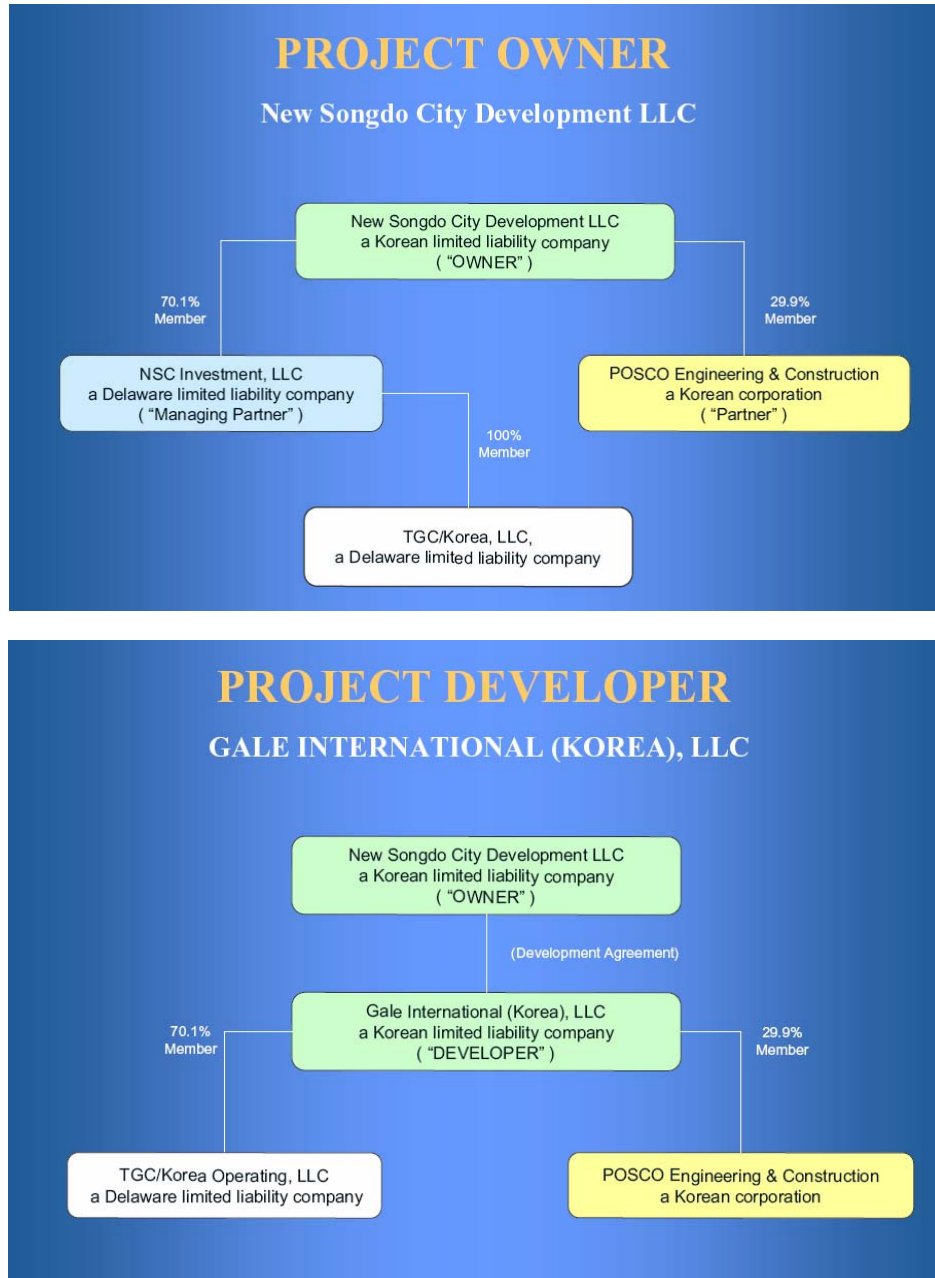 PROJECT OWNER
New Songdo City Development LLC
New Songdo City Development LLC
a Korean limited liability company
( “OWNER” )
70.1%
Member
29.9%
Member
NSC Investment, LLC
a Delaware limited liability company
( “Managing Partner” )
POSCO Engineering & Construction
a Korean corporation
( “Partner” )
100%
Member
TGC/Korea, LLC,
a Delaware limited liability company
PROJECT DEVELOPER
GALE INTERNATIONAL (KOREA), LLC
New Songdo City Development LLC
a Korean limited liability company
( “OWNER” )
(Development Agreement)
Gale International (Korea), LLC
a Korean limited liability company
( “DEVELOPER” )
70.1%
Member
29.9%
Member
TGC/Korea Operating, LLC
a Delaware limited liability company
POSCO Engineering & Construction
a Korean corporation